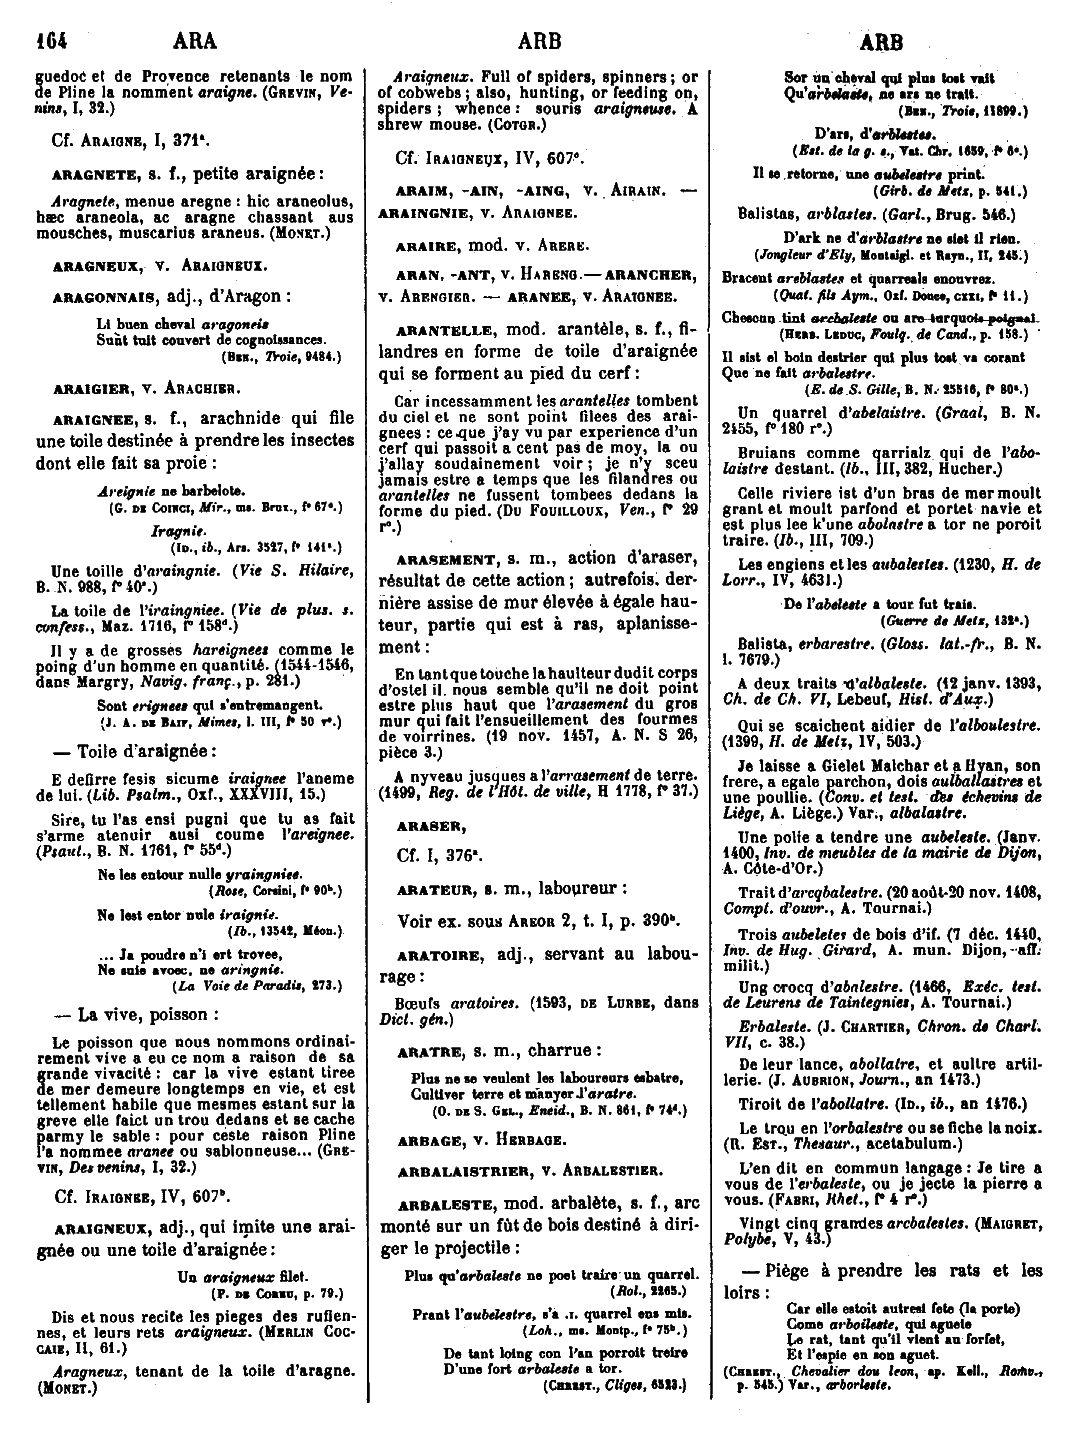 164 ARA ARB ARB
guedoc et de Provence retenants le nom
de Pline la nomment araigne. (GREVIN, Ve-
nins, I, 32.)
Cf. ARAIGNE, I, 371ª.
ARAGNETE, s. f., petite araignée :
Aragnete, menue aregne : hic araneolus,
hæc araneola, ac aragne chassant aus
mousches, muscarius araneus. (MONET.)
ARAGNEUX, v. ARAIGNEUX.
ARAGONNAIS, adj., d'Aragon :
Li buen cheval aragoneis
Sunt tuit couvert de cognoissances.
(BEN., Troie, 9484.)
ARAIGIER, v. ARACHIER.
ARAIGNEE, s. f., arachnide qui file
une toile destinée à prendre les insectes
dont elle fait sa proie :
Areignie ne barbelote.
(G. DE COINCI, Mir., ms. Brux., fº 67ª.)
Iragnie.
(ID., ib., Ars. 3527, fº 141ª.)
Une toille d'araingnie. (Vie S. Hilaire,
B. N. 988, fº 40ª.)
La toile de l'iraingniee. (Vie de plus. s.
confess., Maz. 1716, fº 158ª.)
Il y a de grosses hareignees comme le
poing d'un homme en quantité. (1544-1546,
dans Margry, Navig. franç., p. 281.)
Sont erignees qui s'entremangent.
(J. A. DE BAIF, Mimes, l. III, fº 50 vº.)
— Toile d'araignée :
E defirre fesis sicume iraignee l'aneme
de lui. (Lib. Psalm., Oxf., XXXVIII, 15.)
Sire, tu l'as ensi pugni que tu as fait
s'arme atenuir ausi coume l'areignee.
(Psaut., B. N. 1761, fº 55ᵈ.)
Ne les entour nulle yraingniee.
(Rose, Corsini, fº 90ᵇ.)
Ne lest entor nule iraignie.
(Ib., 13542, Méon.)
... Ja poudre n'i ert trovee,
Ne suie avoec, ne aringnie.
(La Voie de Paradis, 273.)
— La vive, poisson :
Le poisson que nous nommons ordinai-
rement vive a eu ce nom a raison de sa
grande vivacité : car la vive estant tiree
de mer demeure longtemps en vie, et est
tellement habile que mesmes estant sur la
greve elle faict un trou dedans et se cache
parmy le sable : pour ceste raison Pline
l'a nommee aranee ou sablonneuse... (GRE-
VIN, Des venins, I, 32.)
Cf. IRAIGNEE, IV, 607ᵇ.
ARAIGNEUX, adj., qui imite une arai-
gnée ou une toile d'araignée :
Un araigneux filet.
(P. DE CORNU, p. 79.)
Dis et nous recite les pieges des rufien-
nes, et leurs rets araigneux. (MERLIN COC-
CAIE, II, 61.)
Aragneux, tenant de la toile d'aragne.
(MONET.)
Araigneux. Full of spiders, spinners ; or
of cobwebs ; also, hunting, or feeding on,
spiders ; whence : souris araigneuse. A
shrew mouse. (COTGR.)
Cf. IRAIGNEUX, IV, 607ª.
ARAIM, -AIN, -AING, v. AIRAIN. —
ARAINGNIE, v. ARAIGNEE.
ARAIRE, mod. v. ARERE.
ARAN, -ANT, v. HARENG. — ARANCHER,
v. ARENGIER. — ARANEE, v. ARAIGNEE.
ARANTELLE, mod. arantèle, s. f., fi-
landres en forme de toile d'araignée
qui se forment au pied du cerf :
Car incessamment les arantelles tombent
du ciel et ne sont point filees des arai-
gnees : ce que j'ay vu par experience d'un
cerf qui passoit a cent pas de moy, la ou
j'allay soudainement voir ; je n'y sceu
jamais estre a temps que les filandres ou
arantelles ne fussent tombees dedans la
forme du pied. (DU FOUILLOUX, Ven., fº 29
rº.)
ARASEMENT, s. m., action d'araser,
résultat de cette action ; autrefois, der-
nière assise de mur élevée à égale hau-
teur, partie qui est à ras, aplanisse-
ment :
En tant que touche la haulteur dudit corps
d'ostel il nous semble qu'il ne doit point
estre plus haut que l'arasement du gros
mur qui fait l'ensueillement des fourmes
de voirrines. (19 nov. 1457, A. N. S 26,
pièce 3.)
A nyveau jusques a l'arrasement de terre.
(1499, Reg. de l'Hôt. de ville, H 1778, fº 37.)
ARASER,
Cf. I, 376ª.
ARATEUR, s. m., laboureur :
Voir ex. sous AREOR 2, t. I, p. 390ᵇ.
ARATOIRE, adj., servant au labou-
rage :
Bœufs aratoires. (1593, DE LURBE, dans
Dict. gén.)
ARATRE, s. m., charrue :
Plus ne se veulent les laboureurs esbatre,
Cultiver terre et manyer l'aratre.
(O. DE S. GEL., Eneid., B. N. 861, fº 74ᵈ.)
ARBAGE, v. HERBAGE.
ARBALAISTRIER, v. ARBALESTIER.
ARBALESTE, mod. arbalète, s. f., arc
monté sur un fût de bois destiné à diri-
ger le projectile :
Plus qu'arbaleste ne poet traire un quarrel.
(Rol., 2265.)
Prant l'aubelestre, s'a .I. quarrel ens mis.
(Loh., ms. Montp., fº 75ᵇ.)
De tant loing con l'an porroit treire
D'une fort arbaleste a tor.
(CHREST., Cliges, 6523.)
Sor un cheval qui plus tost vait
Qu'arbelaste, ne ars ne trait.
(BEN., Troie, 11899.)
D'ars, d'arblestes.
(Est. de la g. s., Vat. Chr. 1659, fº 6ª.)
Il se retorne, une aubelestre print.
(Girb. de Metz, p. 541.)
Balistas, arblastes. (Garl., Brug. 546.)
D'ark ne d'arblastre ne siet il rien.
(Jongleur d'Ely, Montaigl. et Rayn., II, 245.)
Bracent areblastes et quarreals enouvrez.
(Quat. fils Aym., Oxf. Douce, CXXI, fº 11.)
Chescun tint archaleste ou arc turquois poignal.
(HERB. LEDUC, Foulq. de Cand., p. 158.)
Il sist el boin destrier qui plus tost va corant
Que ne fait arbalestre.
(E. de S. Gille, B. N. 25516, fº 80ª.)
Un quarrel d'abelaistre. (Graal, B. N.
2455, fº 180 rº.)
Bruians comme qarrialz qui de l'abo-
laistre destant. (Ib., III, 382, Hucher.)
Celle riviere ist d'un bras de mer moult
grant et moult parfond et portet navie et
est plus lee k'une abolastre a tor ne poroit
traire. (Ib., III, 709.)
Les engiens et les aubalestes. (1230, H. de
Lorr., IV, 4631.)
De l'abeleste a tour fut trais.
(Guerre de Metz, 132ª.)
Balista, erbarestre. (Gloss. lat.-fr., B. N.
l. 7679.)
A deux traits d'albaleste. (12 janv. 1393,
Ch. de Ch. VI, Lebeuf, Hist. d'Aux.)
Qui se scaichent aidier de l'alboulestre.
(1399, H. de Metz, IV, 503.)
Je laisse a Gielet Malchar et a Hyan, son
frere, a egale parchon, dois aulballastres et
une poullie. (Conv. et test. des échevins de
Liège, A. Liège.) Var., albalastre.
Une polie a tendre une aubeleste. (Janv.
1400, Inv. de meubles de la mairie de Dijon,
A. Côte-d'Or.)
Trait d'arcqbalestre. (20 août-20 nov. 1408,
Compt. d'ouvr., A. Tournai.)
Trois aubeletes de bois d'if. (7 déc. 1440,
Inv. de Hug. Girard, A. mun. Dijon, aff.
milit.)
Ung crocq d'abaleste. (1466, Exéc. test.
de Leurens de Taintegnies, A. Tournai.)
Erbaleste. (J. CHARTIER, Chron. de Charl.
VII, c. 38.)
De leur lance, abollatre, et aultre artil-
lerie. (J. AUBRION, Journ., an 1473.)
Tiroit de l'abollatre. (ID., ib., an 1476.)
Le trou en l'orbalestre ou se fiche la noix.
(R. EST., Thesaur., acetabulum.)
L'en dit en commun langage : Je tire a
vous de l'erbaleste, ou je jecte la pierre a
vous. (FABRI, Rhet., fº 4 rº.)
Vingt cinq grandes arcbalestes. (MAIGRET,
Polybe, V, 43.)
— Piège à prendre les rats et les
loirs :
Car elle estoit autresi fete (la porte)
Come arboileste, qui aguete
Le rat, tant qu'il vient au forfet,
Et l'espie en son aguet.
(CHREST., Chevalier dou leon, ap. Kell., Romv.,
p. 545.) Var., arborleste.